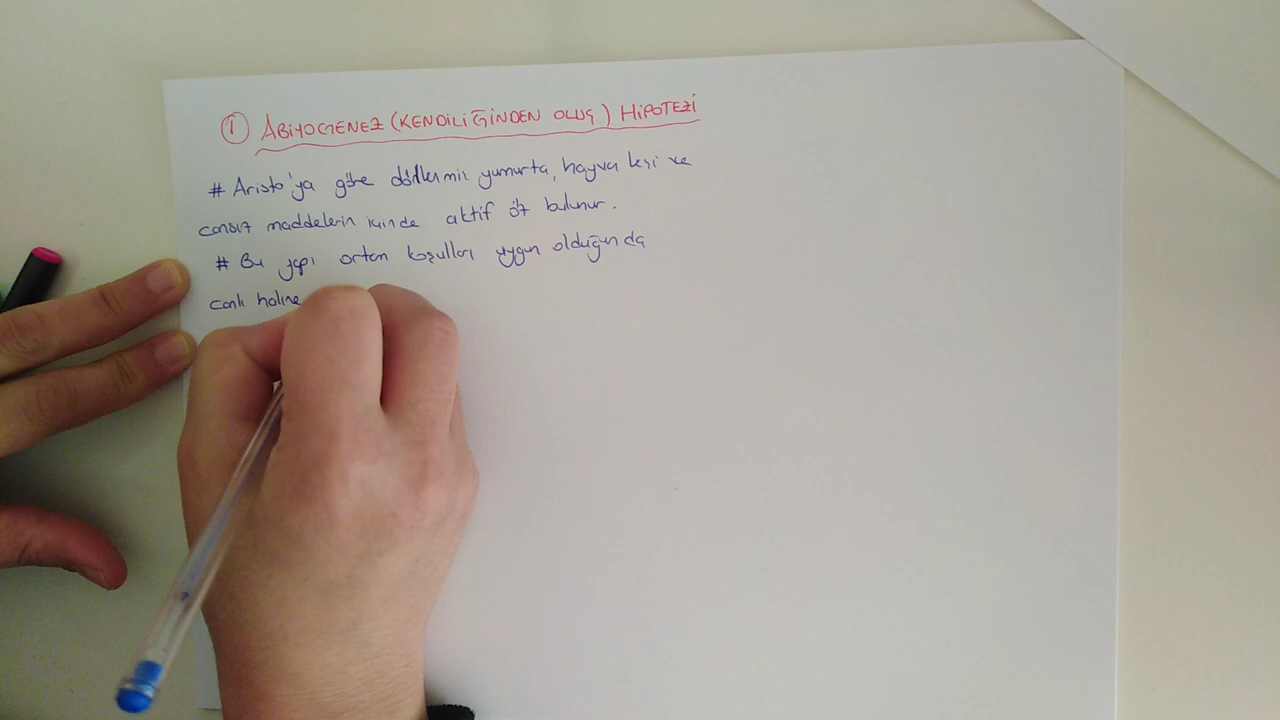 1 ABİYOGENEZ (KENDİLİĞİNDEN OLUŞ) HİPOTEZİ
# Aristo'ya göre döllenmiş yumurta, hayvan leşi ve
cansız maddelerin içinde aktif öz bulunur.
# Bu yapı ortam koşulları uygun olduğunda
canlı haline